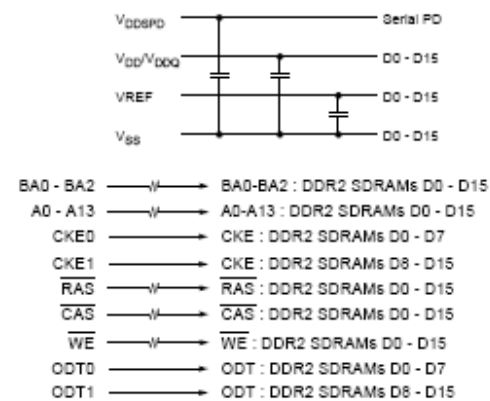 VDDSPD Serial PD
VDD/VDDQ D0 - D15
VREF D0 - D15
VSS D0 - D15
BA0 - BA2 BA0-BA2 : DDR2 SDRAMs D0 - D15
A0 - A13 A0-A13 : DDR2 SDRAMs D0 - D15
CKE0 CKE : DDR2 SDRAMs D0 - D7
CKE1 CKE : DDR2 SDRAMs D8 - D15
RAS RAS : DDR2 SDRAMs D0 - D15
CAS CAS : DDR2 SDRAMs D0 - D15
WE WE : DDR2 SDRAMs D0 - D15
ODT0 ODT : DDR2 SDRAMs D0 - D7
ODT1 ODT : DDR2 SDRAMs D8 - D15